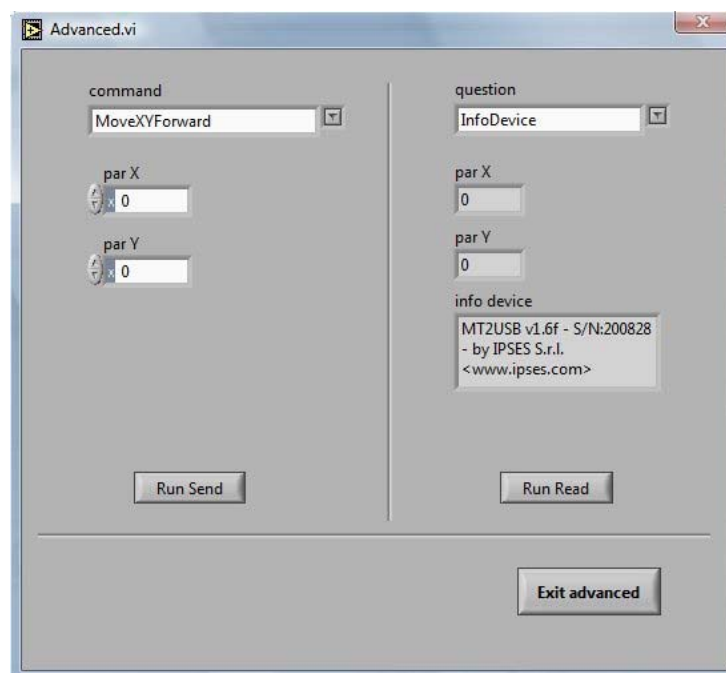 Advanced.vi
command
MoveXYForward
par X
x 0
par Y
x 0
Run Send
question
InfoDevice
par X
0
par Y
0
info device
MT2USB v1.6f - S/N:200828
- by IPSES S.r.l.
<www.ipses.com>
Run Read
Exit advanced